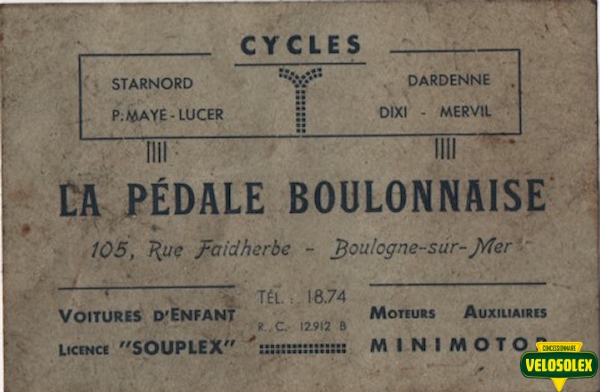 CYCLES
STARNORD
P. MAYE - LUCER
DARDENNE
DIXI - MERVIL
LA PÉDALE BOULONNAISE
105, Rue Faidherbe - Boulogne-sur-Mer
VOITURES D'ENFANT
LICENCE "SOUPLEX"
TÉL. : 18.74
R. C. 12.912 B
MOTEURS AUXILIAIRES
MINIMOTOR
CONCESSIONNAIRE
VELOSOLEX